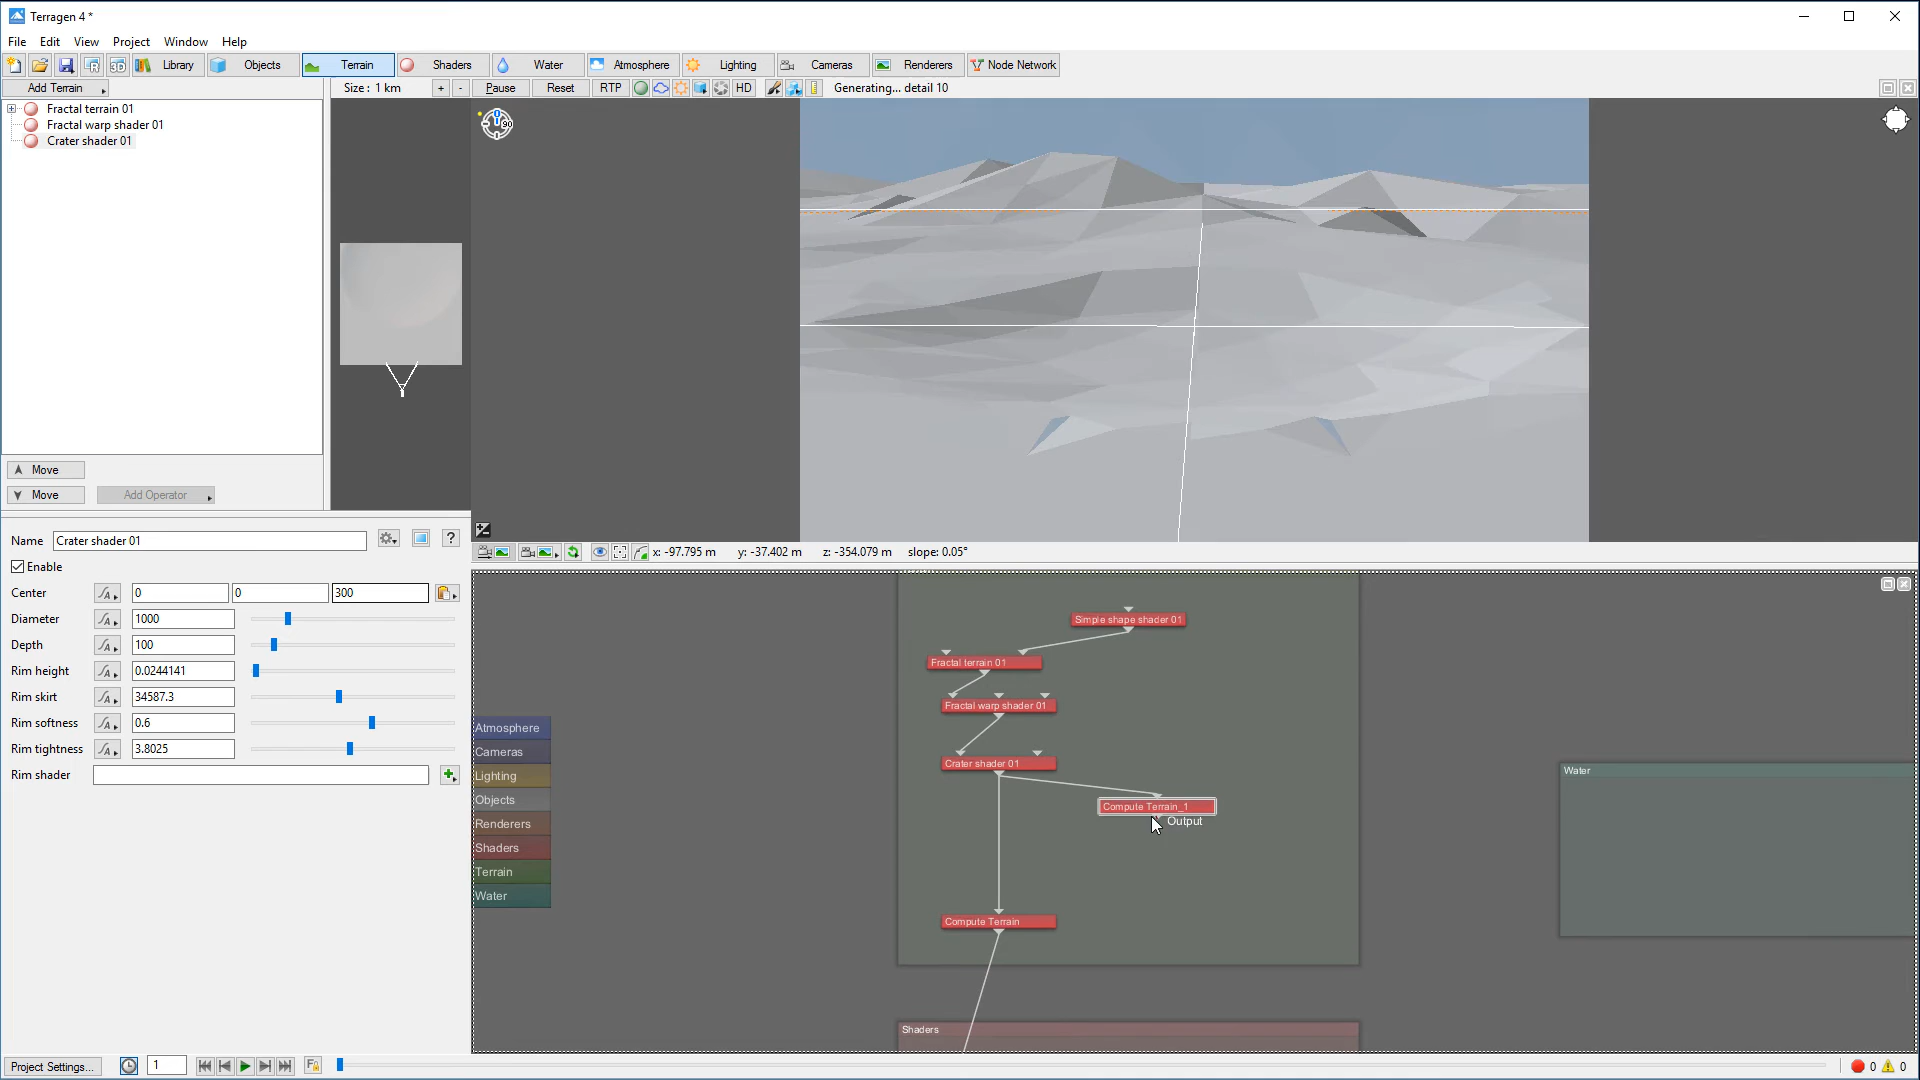 Terragen 4 *
File Edit View Project Window Help
Library Objects Terrain Shaders Water Atmosphere Lighting Cameras Renderers Node Network
Add Terrain Size : 1 km + - Pause Reset RTP HD Generating... detail 10
Fractal terrain 01
Fractal warp shader 01
Crater shader 01
Move
Move Add Operator
Name Crater shader 01 ?
Enable
Center 0 0 300
Diameter 1000
Depth 100
Rim height 0.0244141
Rim skirt 34587.3
Rim softness 0.6
Rim tightness 3.8025
Rim shader
x: -97.795 m y: -37.402 m z: -354.079 m slope: 0.05°
Simple shape shader 01
Fractal terrain 01
Fractal warp shader 01
Crater shader 01
Compute Terrain_1
Output
Compute Terrain
Shaders
Water
Atmosphere
Cameras
Lighting
Objects
Renderers
Shaders
Terrain
Water
Project Settings... 1 0 0